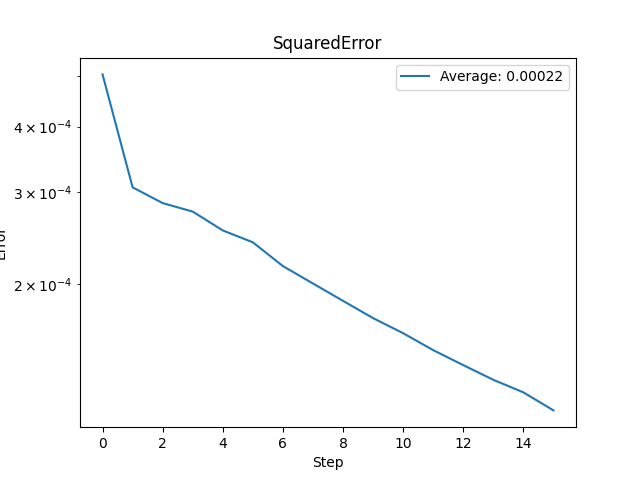 SquaredError
Average: 0.00022
4 × 10⁻⁴
3 × 10⁻⁴
2 × 10⁻⁴
Error
0 2 4 6 8 10 12 14
Step